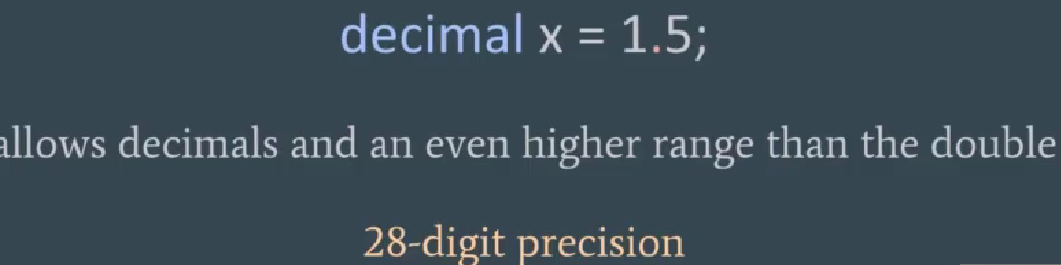 decimal x = 1.5;
allows decimals and an even higher range than the double
28-digit precision